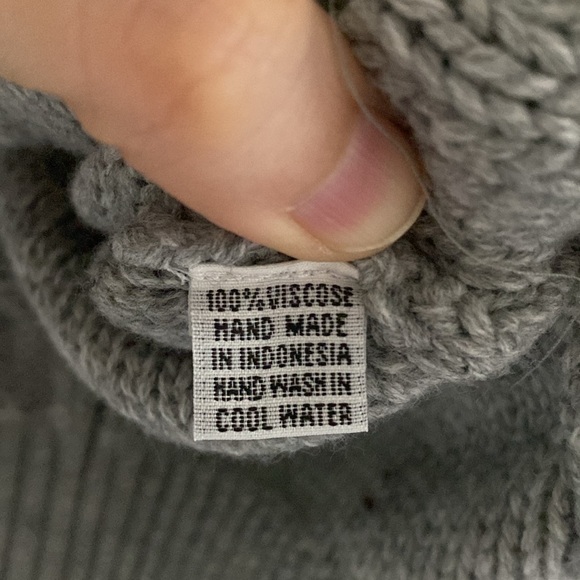 100% VISCOSE
HAND MADE
IN INDONESIA
HAND WASH IN
COOL WATER